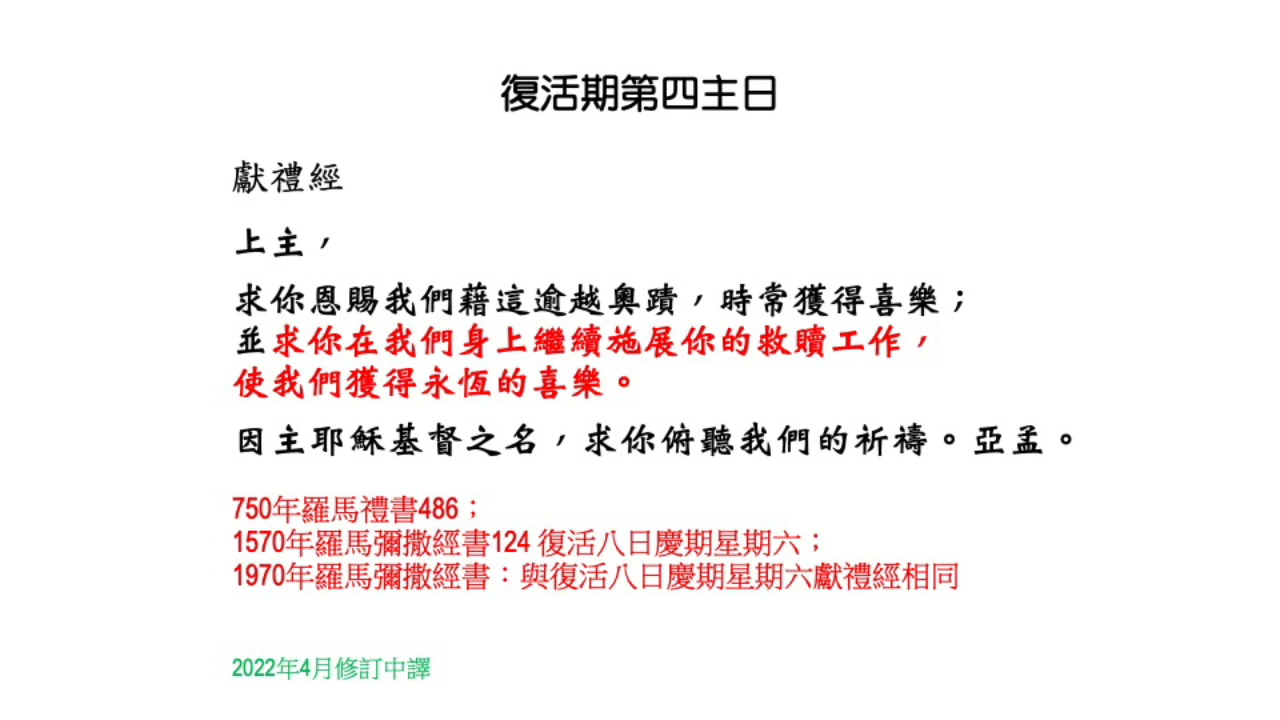 復活期第四主日
獻禮經
上主，
求你恩賜我們藉這逾越奧蹟，時常獲得喜樂；
並求你在我們身上繼續施展你的救贖工作，
使我們獲得永恆的喜樂。
因主耶穌基督之名，求你俯聽我們的祈禱。亞孟。
750年羅馬禮書486；
1570年羅馬彌撒經書124 復活八日慶期星期六；
1970年羅馬彌撒經書：與復活八日慶期星期六獻禮經相同
2022年4月修訂中譯